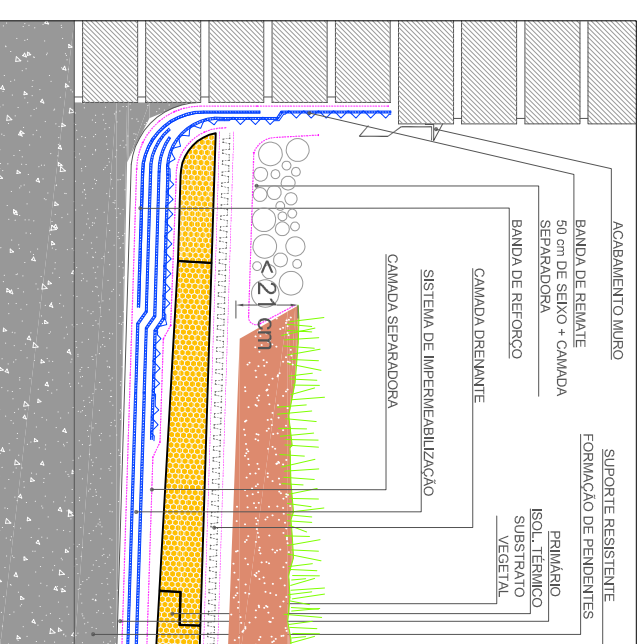 ACABAMENTO MURO
BANDA DE REMATE
50 cm DE SEIXO + CAMADA
SEPARADORA
BANDA DE REFORÇO
CAMADA DRENANTE
SISTEMA DE IMPERMEABILIZAÇÃO
CAMADA SEPARADORA
< 21 cm
SUPORTE RESISTENTE
FORMAÇÃO DE PENDENTES
PRIMÁRIO
ISOL. TÉRMICO
SUBSTRATO
VEGETAL